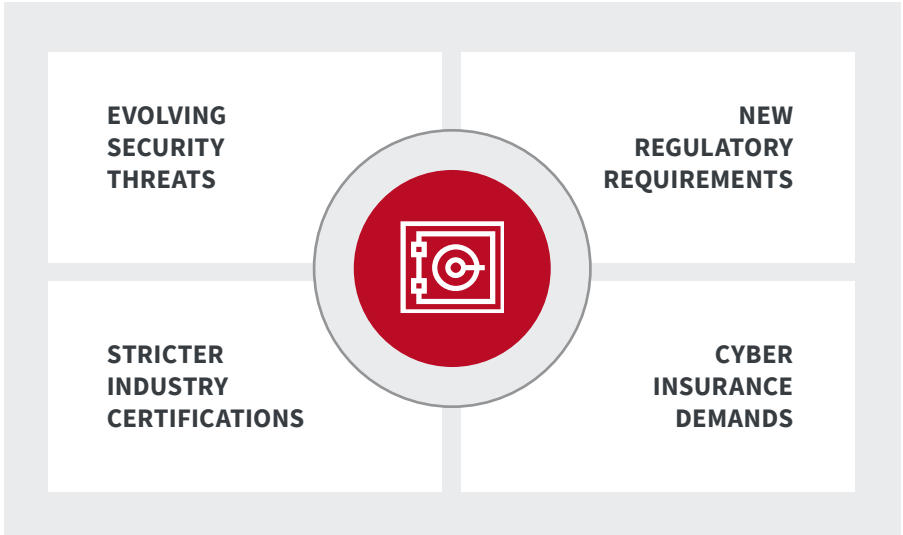 EVOLVING
SECURITY
THREATS
NEW
REGULATORY
REQUIREMENTS
STRICTER
INDUSTRY
CERTIFICATIONS
CYBER
INSURANCE
DEMANDS